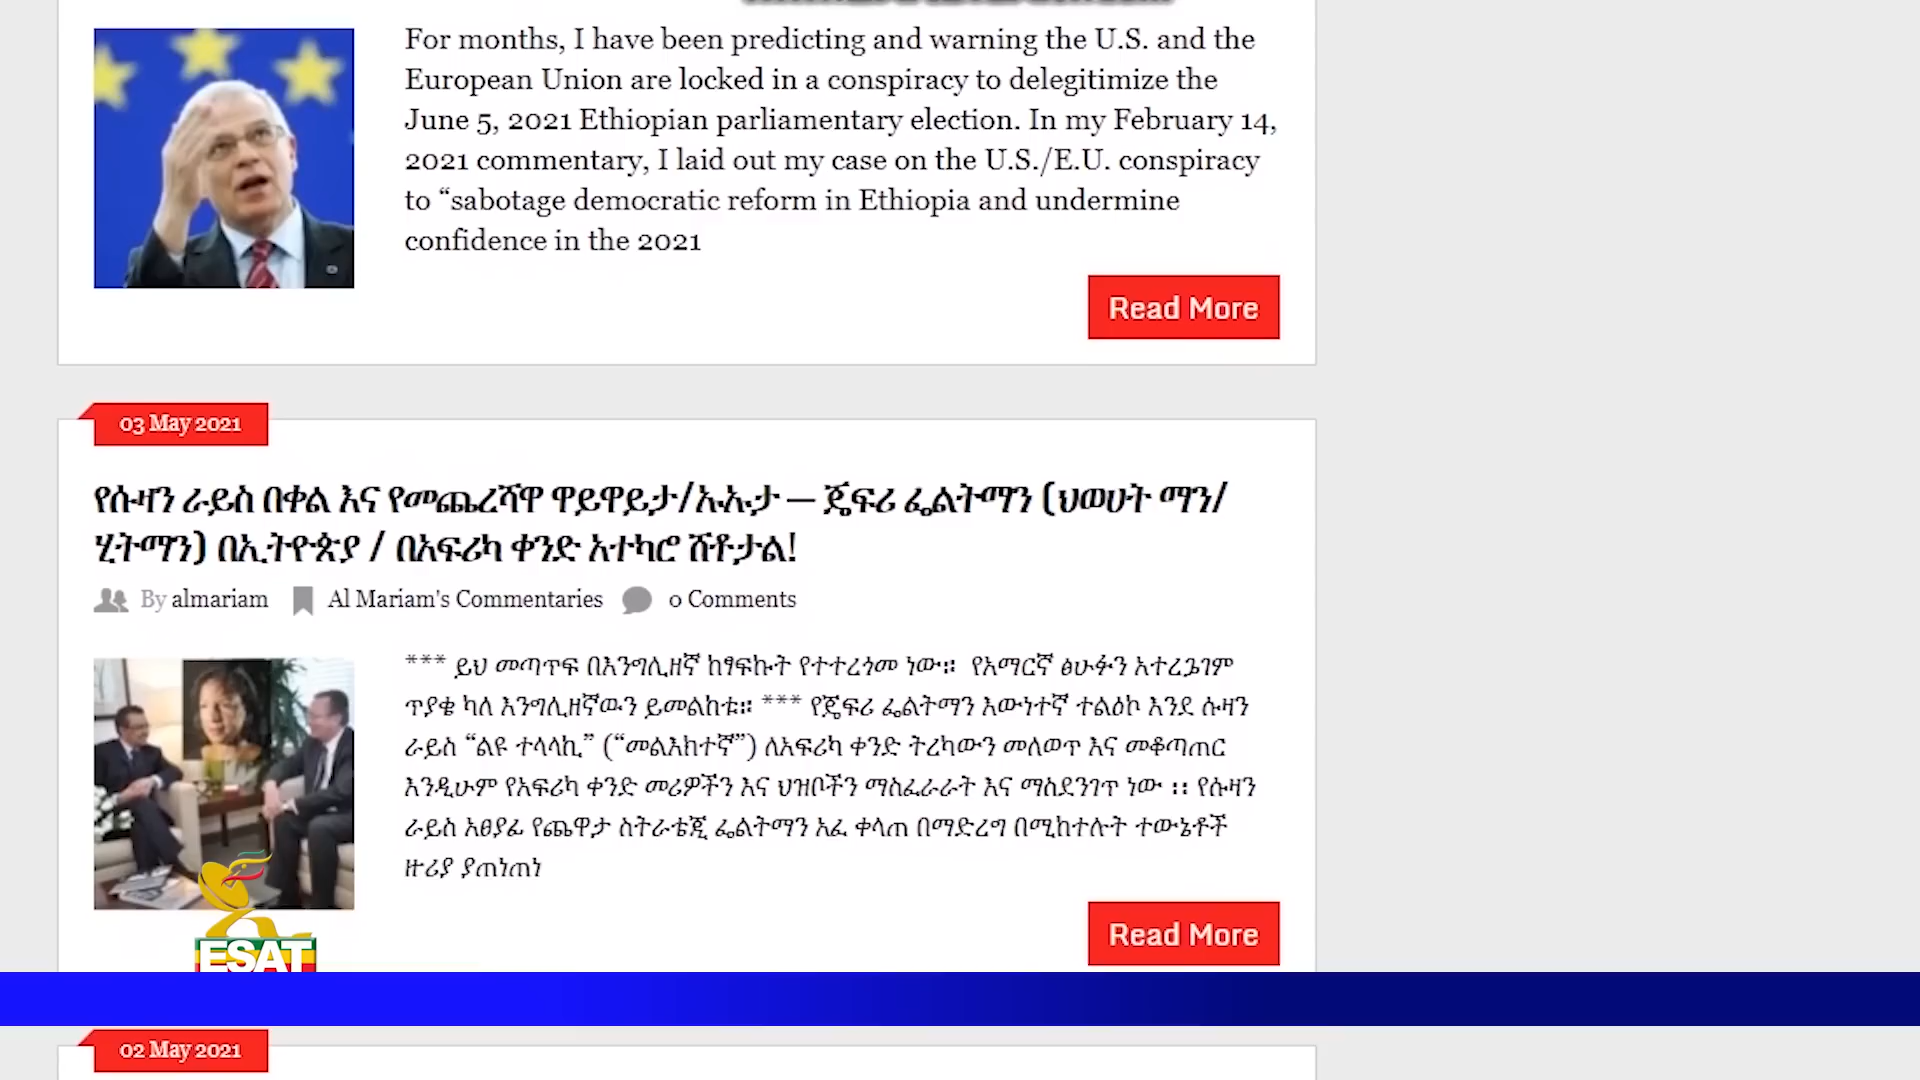 For months, I have been predicting and warning the U.S. and the
European Union are locked in a conspiracy to delegitimize the
June 5, 2021 Ethiopian parliamentary election. In my February 14,
2021 commentary, I laid out my case on the U.S./E.U. conspiracy
to “sabotage democratic reform in Ethiopia and undermine
confidence in the 2021
Read More
03 May 2021
የሱዛን ራይስ በቀል እና የመጨረሻዋ ዋይዋይታ/ኡኡታ — ጄፍሪ ፌልትማን (ህወሀት ማን/
ሂትማን) በኢትዮጵያ / በአፍሪካ ቀንድ አተካሮ ሸቶታል!
By almariam Al Mariam's Commentaries 0 Comments
*** ይህ መጣጥፍ በእንግሊዘኛ ከፃፍኩት የተተረጎመ ነው። የአማርኛ ፅሁፉን አተረጓገም
ጥያቄ ካለ እንግሊዘኛዉን ይመልከቱ። *** የጄፍሪ ፌልትማን እውነተኛ ተልዕኮ እንደ ሱዛን
ራይስ “ልዩ ተላላኪ” (“መልእክተኛ”) ለአፍሪካ ቀንድ ትረካውን መለወጥ እና መቆጣጠር
እንዲሁም የአፍሪካ ቀንድ መሪዎችን እና ህዝቦችን ማስፈራራት እና ማስደንገጥ ነው ፡፡ የሱዛን
ራይስ አፀያፊ የጨዋታ ስትራቴጂ ፌልትማን አፈ ቀላጠ በማድረግ በሚከተሉት ተውኔቶች
ዙሪያ ያጠነጠነ
Read More
ESAT
02 May 2021